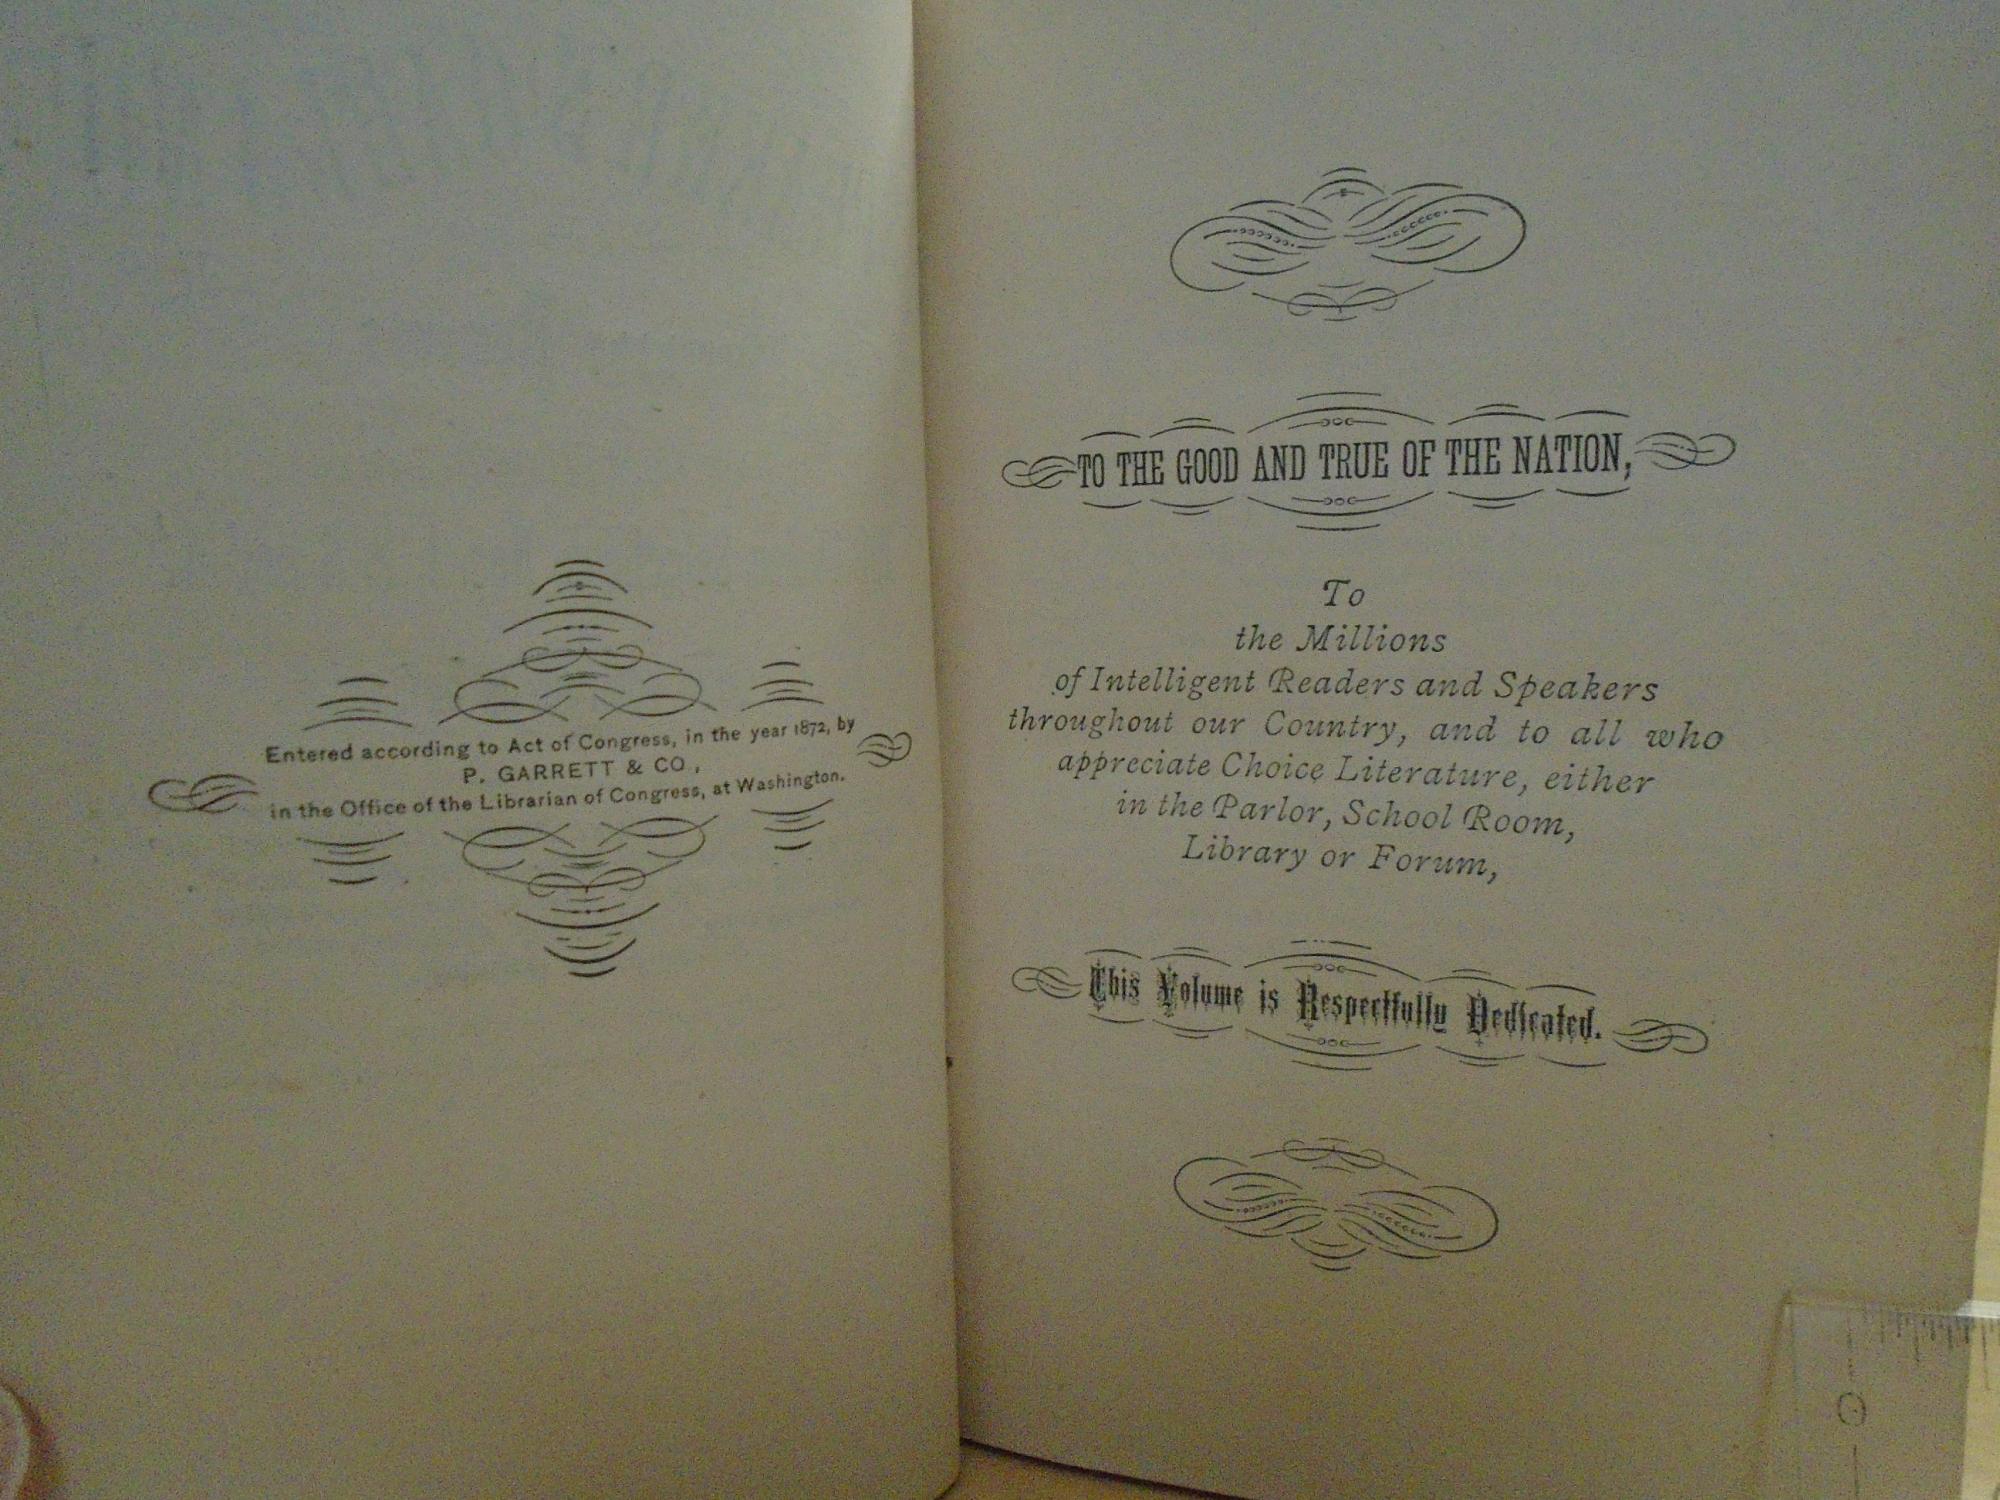 Entered according to Act of Congress, in the year 1872, by
P. GARRETT & CO,
in the Office of the Librarian of Congress, at Washington.
TO THE GOOD AND TRUE OF THE NATION,
To
the Millions
of Intelligent Readers and Speakers
throughout our Country, and to all who
appreciate Choice Literature, either
in the Parlor, School Room,
Library or Forum,
This Volume is Respectfully Dedicated.